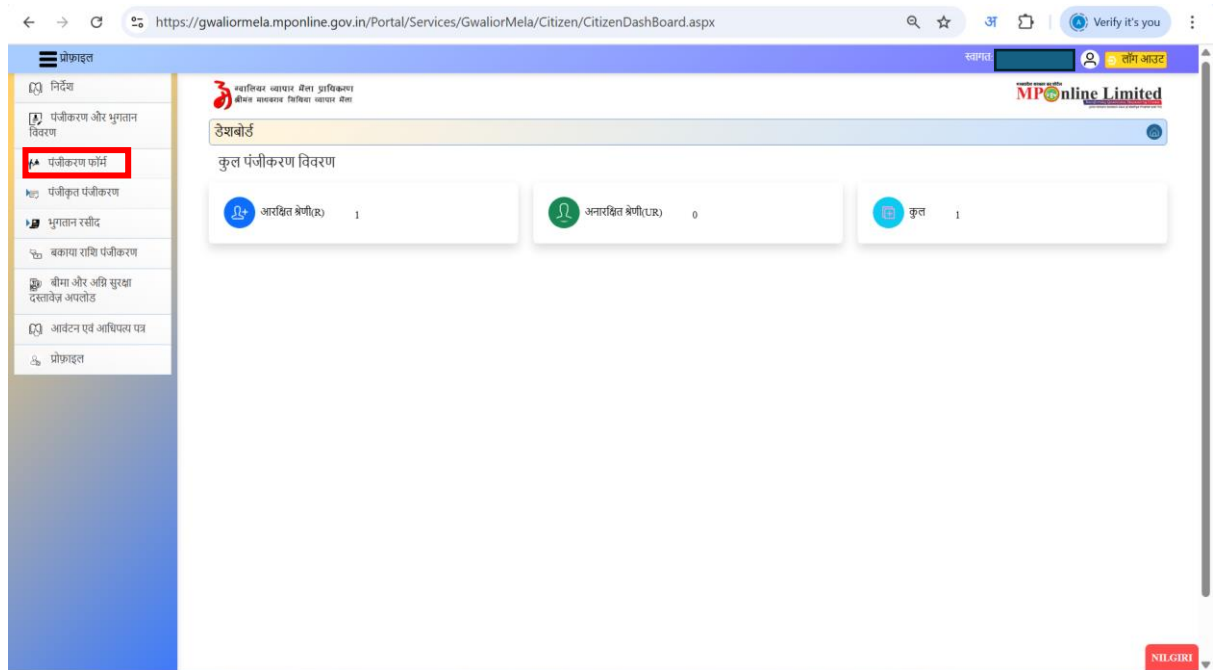 https://gwaliormela.mponline.gov.in/Portal/Services/GwaliorMela/Citizen/CitizenDashBoard.aspx
अ
Verify it's you
प्रोफ़ाइल
स्वागत:
लॉग आउट
निर्देश
पंजीकरण और भुगतान
विवरण
पंजीकरण फॉर्म
पंजीकृत पंजीकरण
भुगतान रसीद
बकाया राशि पंजीकरण
बीमा और अग्नि सुरक्षा
दस्तावेज़ अपलोड
आवंटन एवं आधिपत्य पत्र
प्रोफ़ाइल
ग्वालियर व्यापार मेला प्राधिकरण
श्रीमंत माधवराव सिंधिया व्यापार मेला
MPOnline Limited
डेशबोर्ड
कुल पंजीकरण विवरण
आरक्षित श्रेणी(R) 1
अनारक्षित श्रेणी(UR) 0
कुल 1
NILGIRI